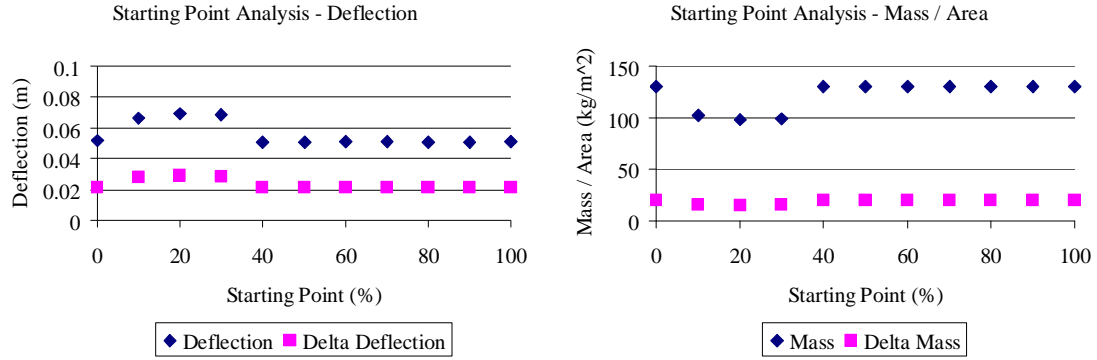 Starting Point Analysis - Deflection
0.1
0.08
0.06
0.04
0.02
0
Deflection (m)
0 20 40 60 80 100
Starting Point (%)
Deflection Delta Deflection
Starting Point Analysis - Mass / Area
150
100
50
0
Mass / Area (kg/m^2)
0 20 40 60 80 100
Starting Point (%)
Mass Delta Mass